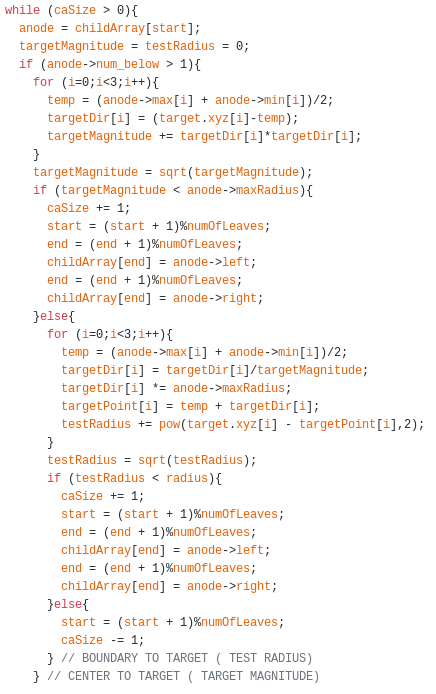 while (caSize > 0){
  anode = childArray[start];
  targetMagnitude = testRadius = 0;
  if (anode->num_below > 1){
    for (i=0;i<3;i++){
      temp = (anode->max[i] + anode->min[i])/2;
      targetDir[i] = (target.xyz[i]-temp);
      targetMagnitude += targetDir[i]*targetDir[i];
    }
    targetMagnitude = sqrt(targetMagnitude);
    if (targetMagnitude < anode->maxRadius){
      caSize += 1;
      start = (start + 1)%numOfLeaves;
      end = (end + 1)%numOfLeaves;
      childArray[end] = anode->left;
      end = (end + 1)%numOfLeaves;
      childArray[end] = anode->right;
    }else{
      for (i=0;i<3;i++){
        temp = (anode->max[i] + anode->min[i])/2;
        targetDir[i] = targetDir[i]/targetMagnitude;
        targetDir[i] *= anode->maxRadius;
        targetPoint[i] = temp + targetDir[i];
        testRadius += pow(target.xyz[i] - targetPoint[i],2);
      }
      testRadius = sqrt(testRadius);
      if (testRadius < radius){
        caSize += 1;
        start = (start + 1)%numOfLeaves;
        end = (end + 1)%numOfLeaves;
        childArray[end] = anode->left;
        end = (end + 1)%numOfLeaves;
        childArray[end] = anode->right;
      }else{
        start = (start + 1)%numOfLeaves;
        caSize -= 1;
      } // BOUNDARY TO TARGET ( TEST RADIUS)
    } // CENTER TO TARGET ( TARGET MAGNITUDE)